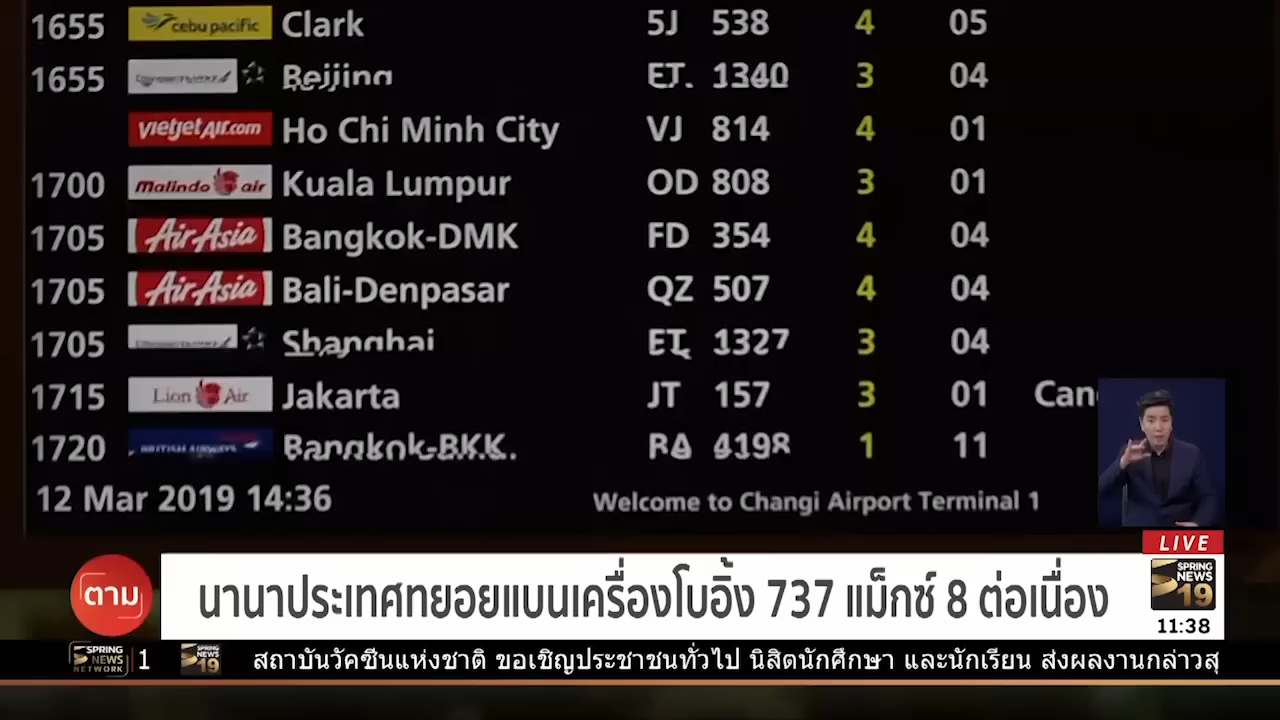 1655 cebu pacific Clark 5J 538 4 05
1655 Beijing 3 04
vietjetAir.com Ho Chi Minh City VJ 814 4 01
1700 malindo air Kuala Lumpur OD 808 3 01
1705 AirAsia Bangkok-DMK FD 354 4 04
1705 AirAsia Bali-Denpasar QZ 507 4 04
1705 Shanghai 1327 3 04
1715 Lion Air Jakarta JT 157 3 01
1720 BRITISH AIRWAYS Bangkok-BKK BA 4198 1 11
12 Mar 2019 14:36 Welcome to Changi Airport Terminal 1
LIVE
ตาม นานาประเทศทยอยแบนเครื่องโบอิ้ง 737 แม็กซ์ 8 ต่อเนื่อง
SPRING NEWS 19
11:38
SPRING NEWS NETWORK 1 SPRING NEWS 19 สถาบันวัคซีนแห่งชาติ ขอเชิญประชาชนทั่วไป นิสิตนักศึกษา และนักเรียน ส่งผลงานกล่าวสุ